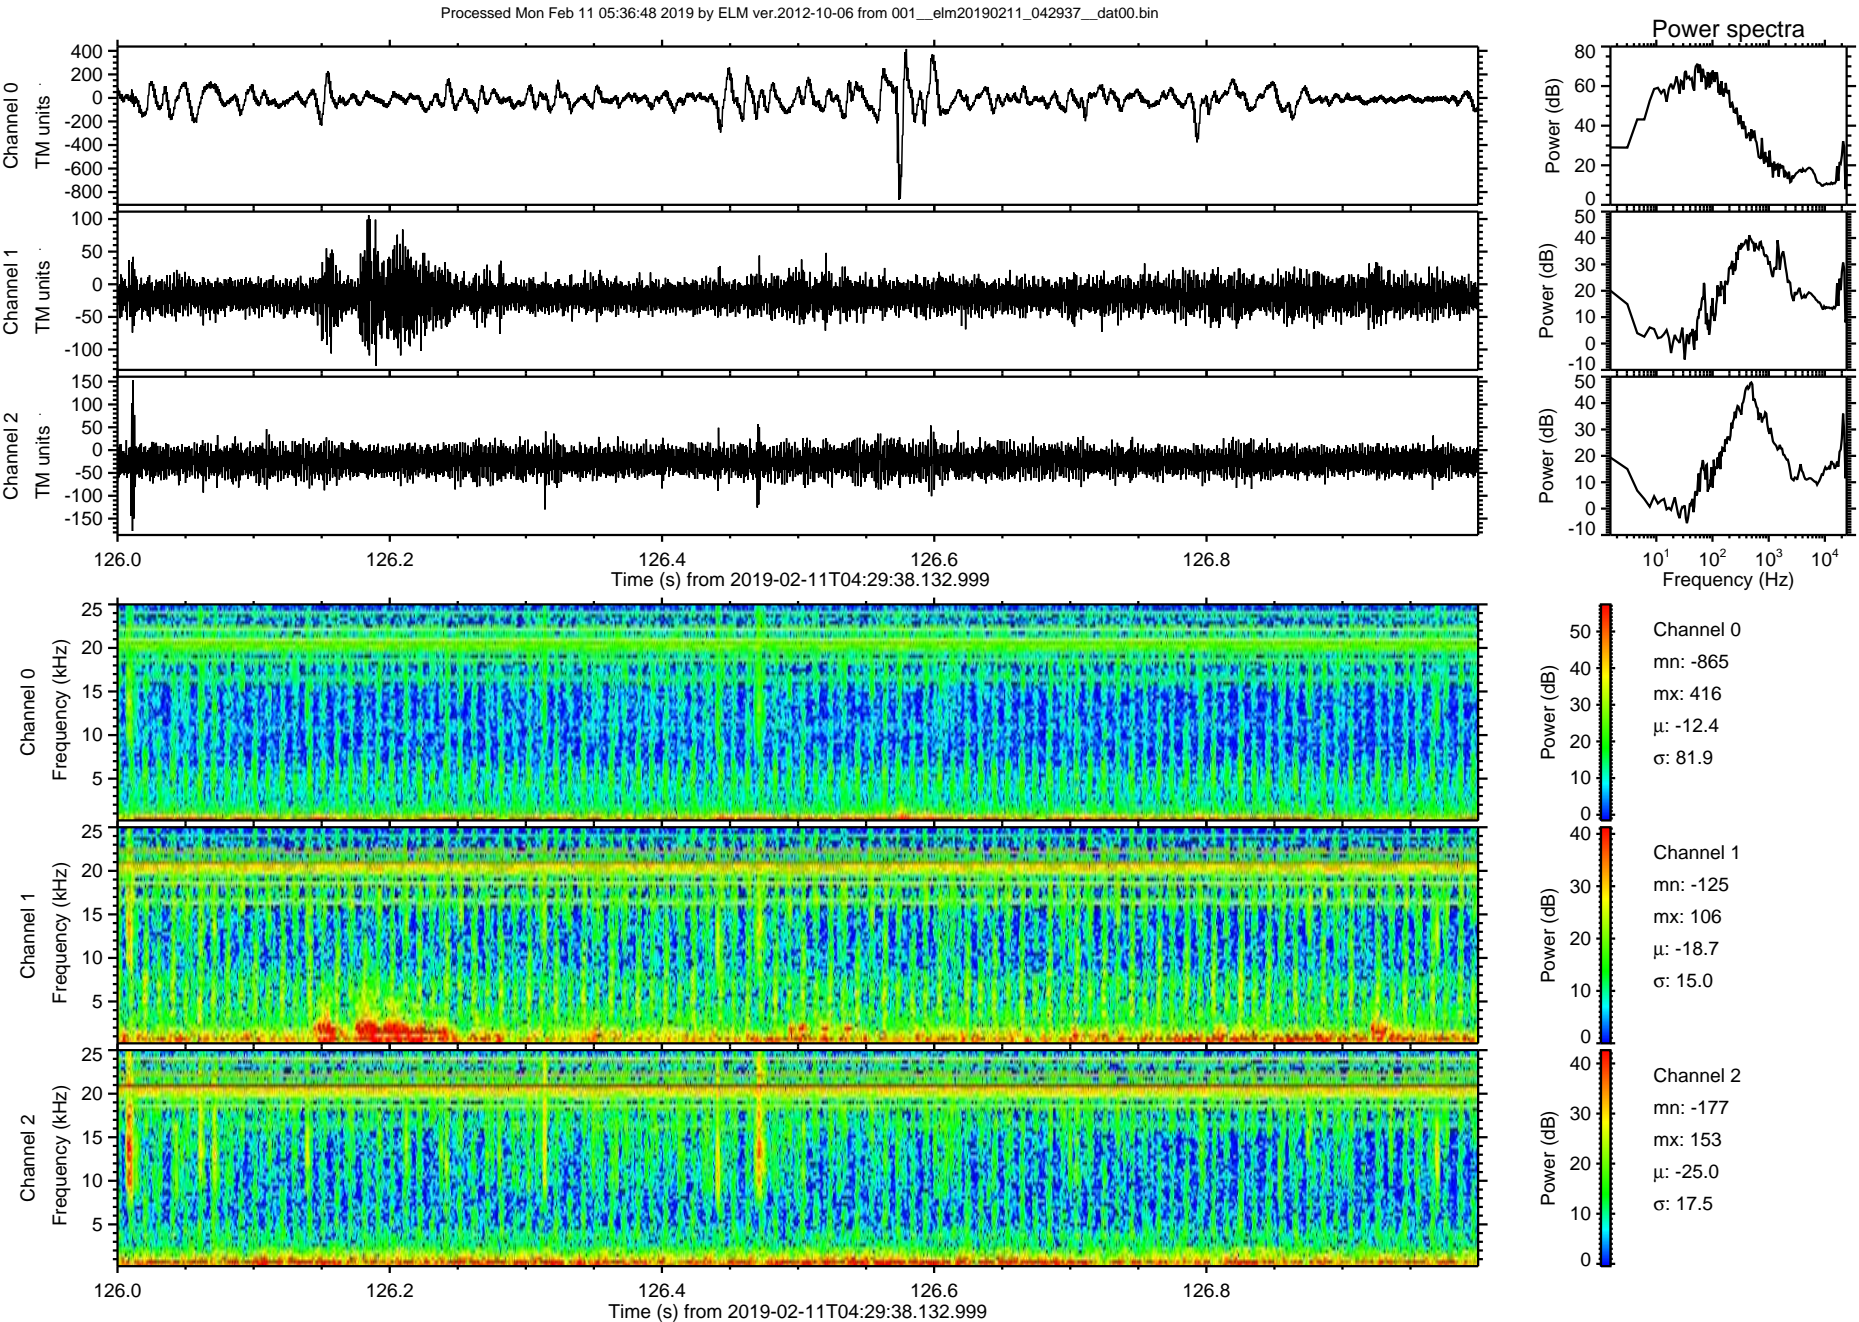 Processed Mon Feb 11 05:36:48 2019 by ELM ver.2012-10-06 from 001__elm20190211_042937__dat00.bin
Power spectra
Channel 0
TM units
400
200
0
-200
-400
-600
-800
Power (dB)
80
60
40
20
0
Channel 1
TM units
100
50
0
-50
-100
Power (dB)
50
40
30
20
10
0
-10
Channel 2
TM units
150
100
50
0
-50
-100
-150
Power (dB)
50
40
30
20
10
0
-10
126.0 126.2 126.4 126.6 126.8
Time (s) from 2019-02-11T04:29:38.132.999
10¹ 10² 10³ 10⁴
Frequency (Hz)
Channel 0
Frequency (kHz)
25
20
15
10
5
Power (dB)
50
40
30
20
10
0
Channel 0
mn: -865
mx: 416
µ: -12.4
σ: 81.9
Channel 1
Frequency (kHz)
25
20
15
10
5
Power (dB)
40
30
20
10
0
Channel 1
mn: -125
mx: 106
µ: -18.7
σ: 15.0
Channel 2
Frequency (kHz)
25
20
15
10
5
Power (dB)
40
30
20
10
0
Channel 2
mn: -177
mx: 153
µ: -25.0
σ: 17.5
126.0 126.2 126.4 126.6 126.8
Time (s) from 2019-02-11T04:29:38.132.999